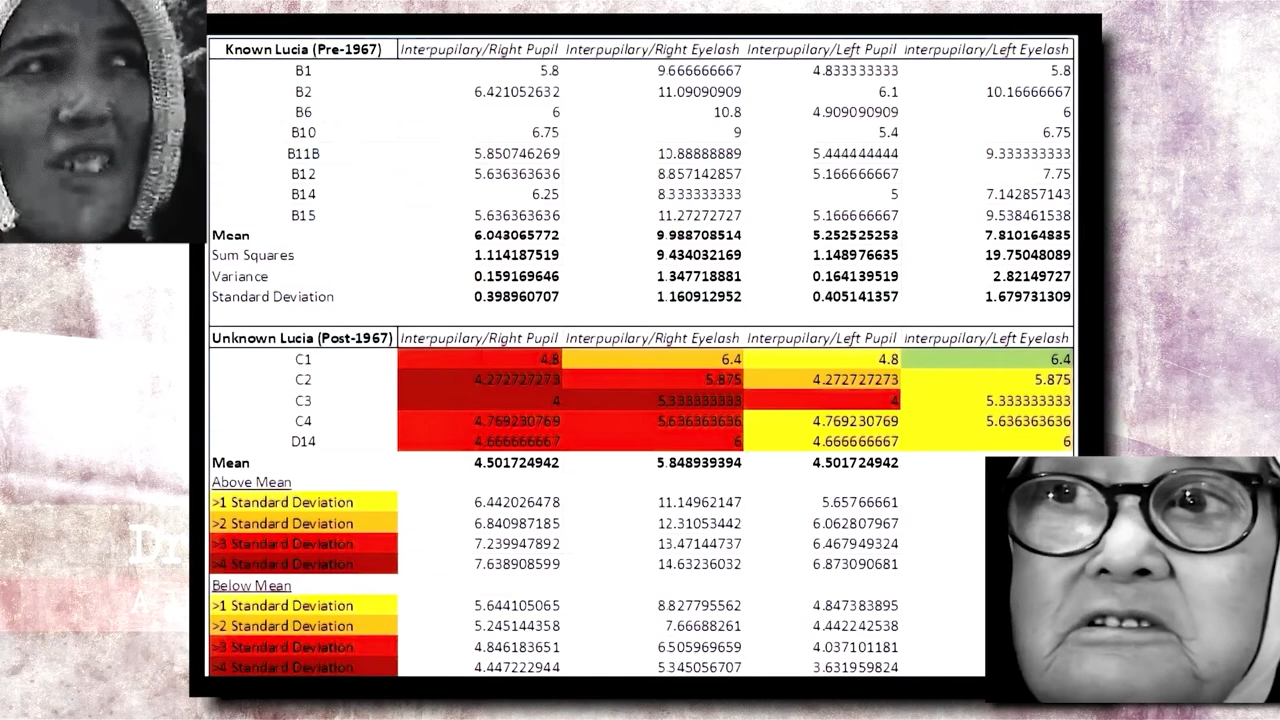 Known Lucia (Pre-1967) Interpupilary/Right Pupil Interpupilary/Right Eyelash Interpupilary/Left Pupil Interpupilary/Left Eyelash
B1 5.8 9.666666667 4.833333333 5.8
B2 6.421052632 11.09090909 6.1 10.16666667
B6 6 10.8 4.909090909 6
B10 6.75 9 5.4 6.75
B11B 5.850746269 10.88888889 5.444444444 9.333333333
B12 5.636363636 8.857142857 5.166666667 7.75
B14 6.25 8.333333333 5 7.142857143
B15 5.636363636 11.27272727 5.166666667 9.538461538
Mean 6.043065772 9.988708514 5.252525253 7.810164835
Sum Squares 1.114187519 9.434032169 1.148976635 19.75048089
Variance 0.159169646 1.347718881 0.164139519 2.82149727
Standard Deviation 0.398960707 1.160912952 0.405141357 1.679731309
Unknown Lucia (Post-1967) Interpupilary/Right Pupil Interpupilary/Right Eyelash Interpupilary/Left Pupil Interpupilary/Left Eyelash
C1 4.8 6.4 4.8 6.4
C2 4.272727273 5.875 4.272727273 5.875
C3 4 5.333333333 4 5.333333333
C4 4.769230769 5.636363636 4.769230769 5.636363636
D14 4.666666667 6 4.666666667 6
Mean 4.501724942 5.848939394 4.501724942
Above Mean
>1 Standard Deviation 6.442026478 11.14962147 5.65766661
>2 Standard Deviation 6.840987185 12.31053442 6.062807967
>3 Standard Deviation 7.239947892 13.47144737 6.467949324
>4 Standard Deviation 7.638908599 14.63236032 6.873090681
Below Mean
>1 Standard Deviation 5.644105065 8.827795562 4.847383895
>2 Standard Deviation 5.245144358 7.66688261 4.442242538
>3 Standard Deviation 4.846183651 6.505969659 4.037101181
>4 Standard Deviation 4.447222944 5.345056707 3.631959824
Dr
A